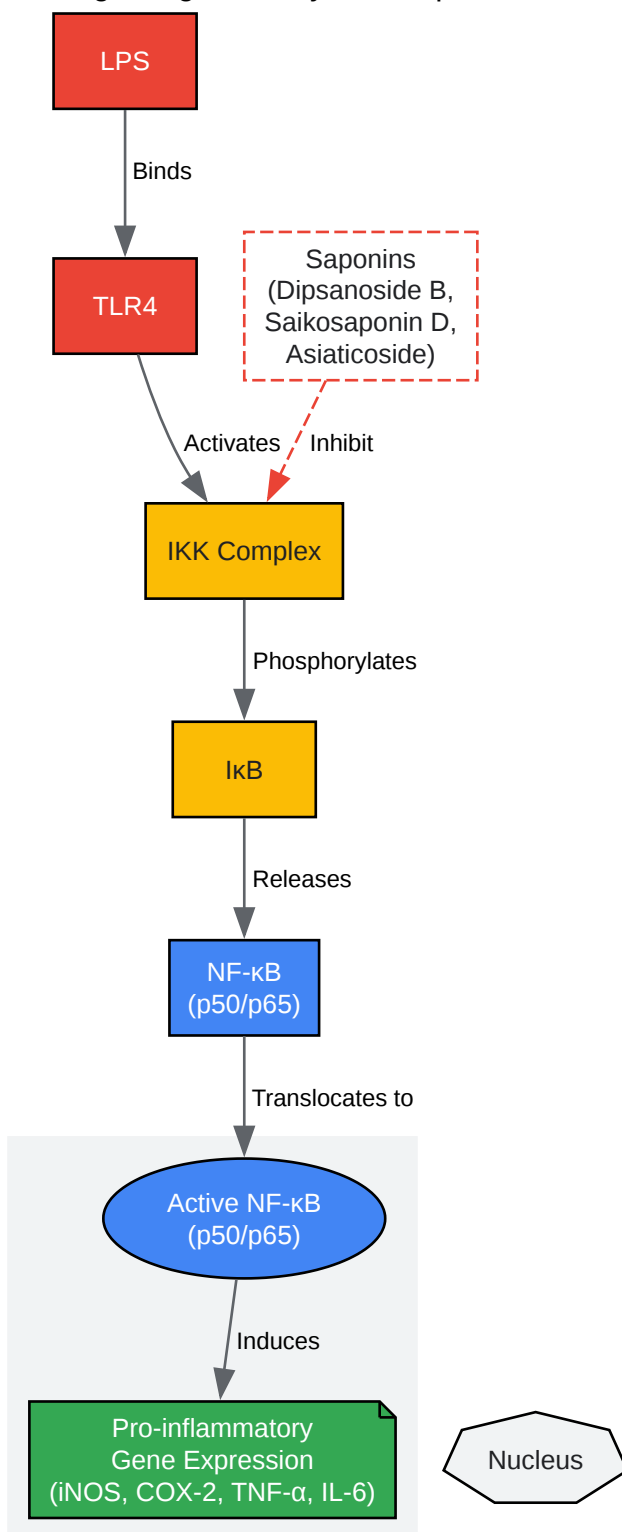 LPS
Binds
TLR4
Saponins
(Dipsanoside B,
Saikosaponin D,
Asiaticoside)
Activates
Inhibit
IKK Complex
Phosphorylates
IκB
Releases
NF-κB
(p50/p65)
Translocates to
Active NF-κB
(p50/p65)
Induces
Pro-inflammatory
Gene Expression
(iNOS, COX-2, TNF-α, IL-6)
Nucleus